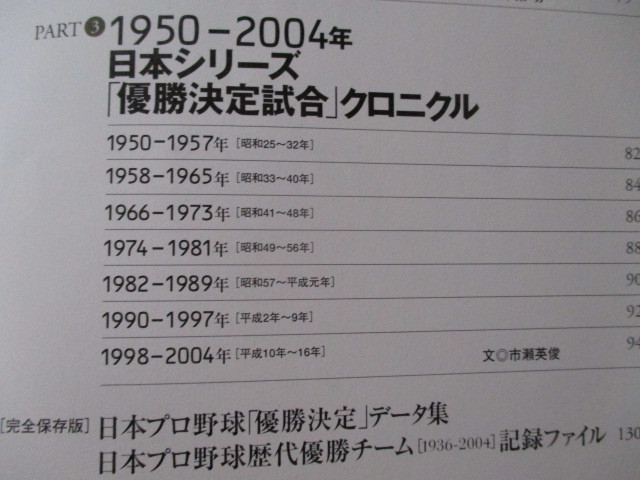 PART ❸ 1950-2004年
日本シリーズ
「優勝決定試合」クロニクル
1950-1957年 [昭和25〜32年] 82
1958-1965年 [昭和33〜40年] 84
1966-1973年 [昭和41〜48年] 86
1974-1981年 [昭和49〜56年] 88
1982-1989年 [昭和57〜平成元年] 90
1990-1997年 [平成2年〜9年] 92
1998-2004年 [平成10年〜16年] 文◎市瀬英俊 94
[完全保存版] 日本プロ野球「優勝決定」データ集
日本プロ野球歴代優勝チーム [1936-2004] 記録ファイル 130